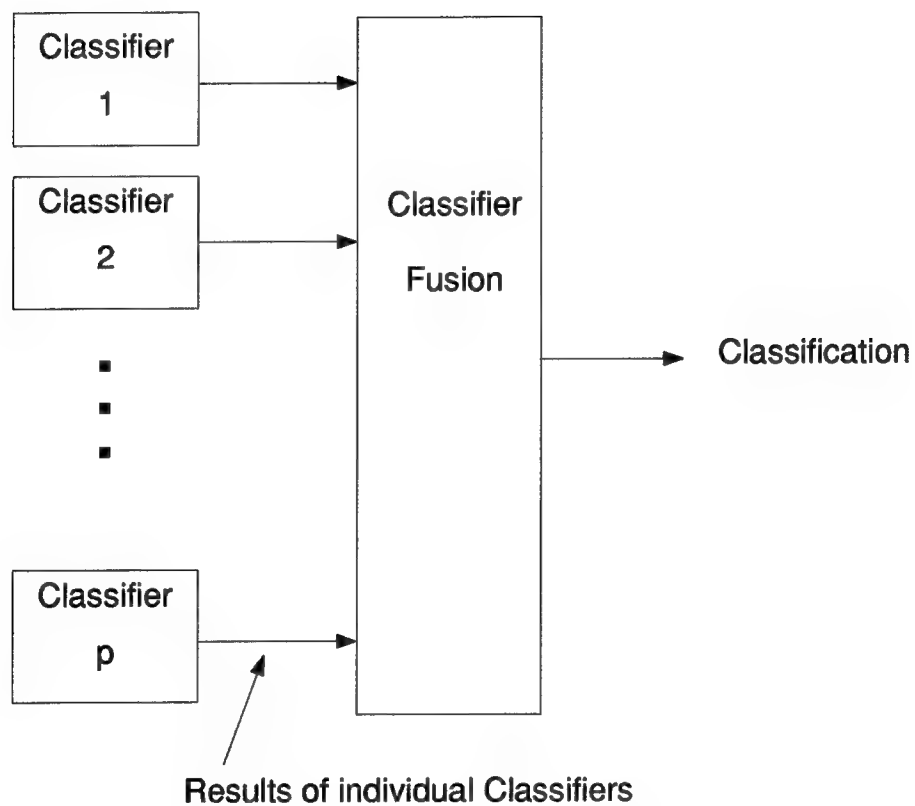 Classifier
1
Classifier
2
Classifier
Fusion
Classification
Classifier
p
Results of individual Classifiers